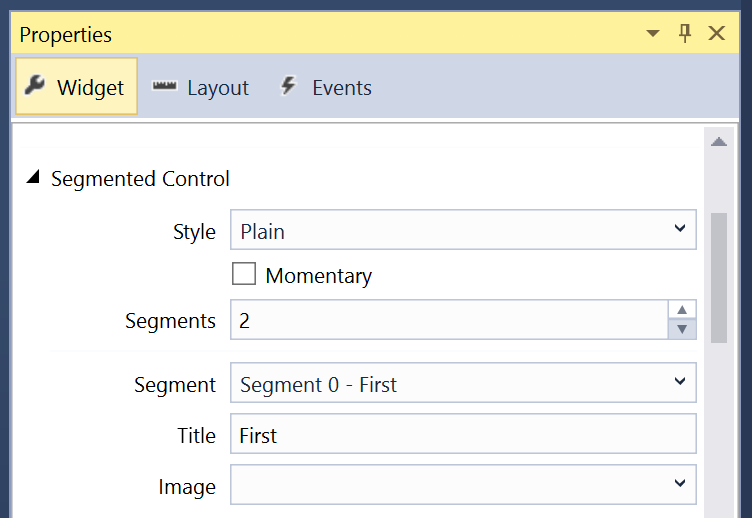 Properties
Widget Layout Events
Segmented Control
Style Plain
Momentary
Segments 2
Segment Segment 0 - First
Title First
Image